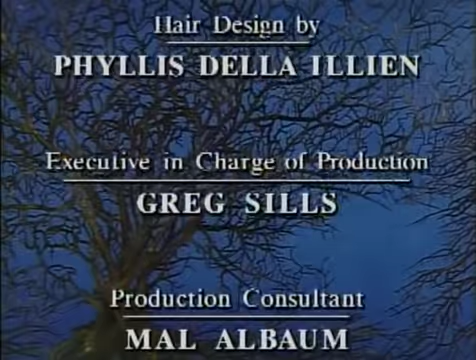 Hair Design by
PHYLLIS DELLA ILLIEN
Executive in Charge of Production
GREG SILLS
Production Consultant
MAL ALBAUM